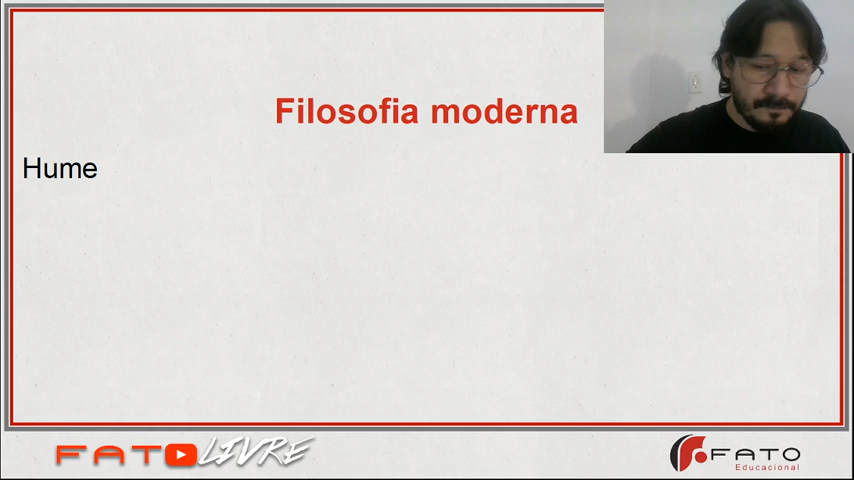 Filosofia moderna
Hume
FATO LIVRE
FATO
Educacional